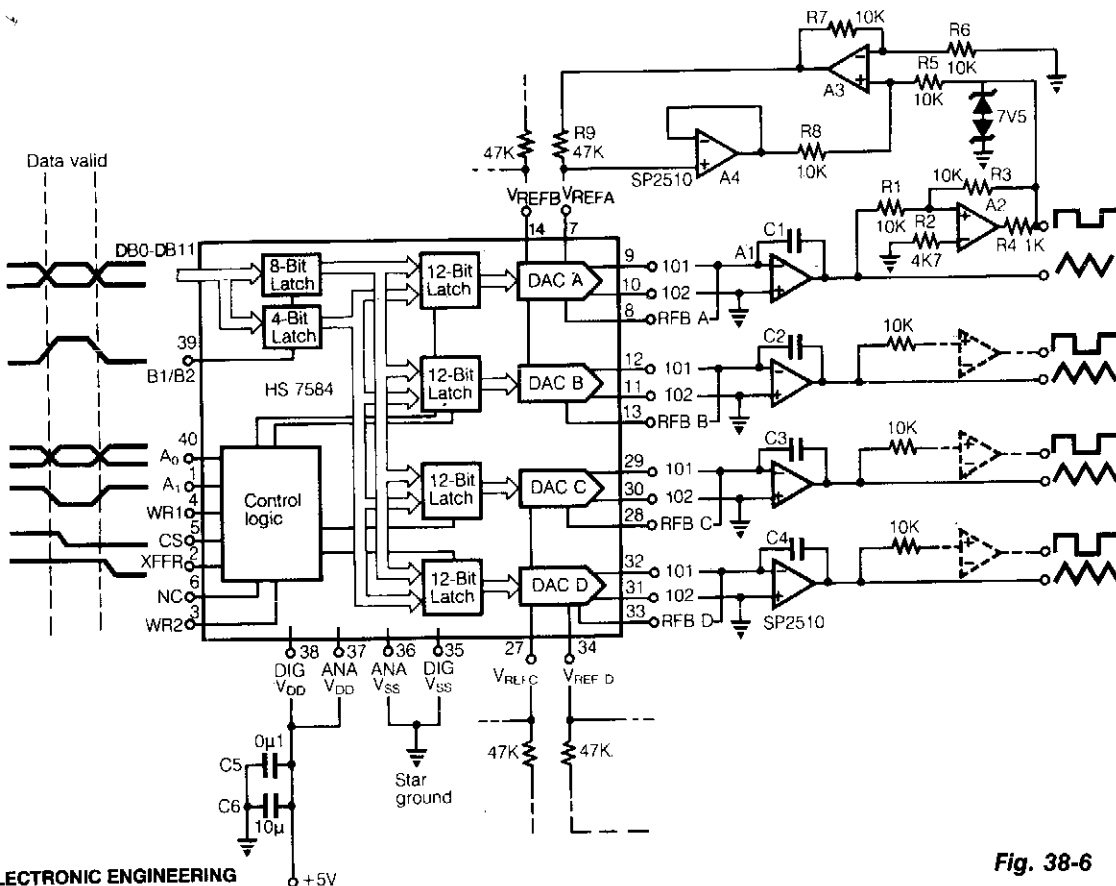 R7
10K
R6
10K
R5
10K
A3
7V5
47K
R9
47K
R8
10K
SP2510
A4
Data valid
VREFB
VREFA
14
7
R1
10K
10K
R3
A2
R2
4K7
R4
1K
DB0-DB11
8-Bit
Latch
4-Bit
Latch
12-Bit
Latch
DAC A
9
101
10
102
8
RFB A
A1
C1
39
B1/B2
HS 7584
12-Bit
Latch
DAC B
12
101
11
102
13
RFB B
C2
10K
40
A0
1
A1
4
WR1
5
CS
2
XFFR
6
NC
3
WR2
Control
logic
12-Bit
Latch
DAC C
29
101
30
102
28
RFB C
C3
10K
12-Bit
Latch
DAC D
32
101
31
102
33
RFB D
C4
SP2510
10K
38
DIG
VDD
37
ANA
VDD
36
ANA
VSS
35
DIG
VSS
27
VREFC
34
VREF D
47K
47K
0µ1
C5
C6
10µ
Star
ground
+5V
LECTRONIC ENGINEERING
Fig. 38-6